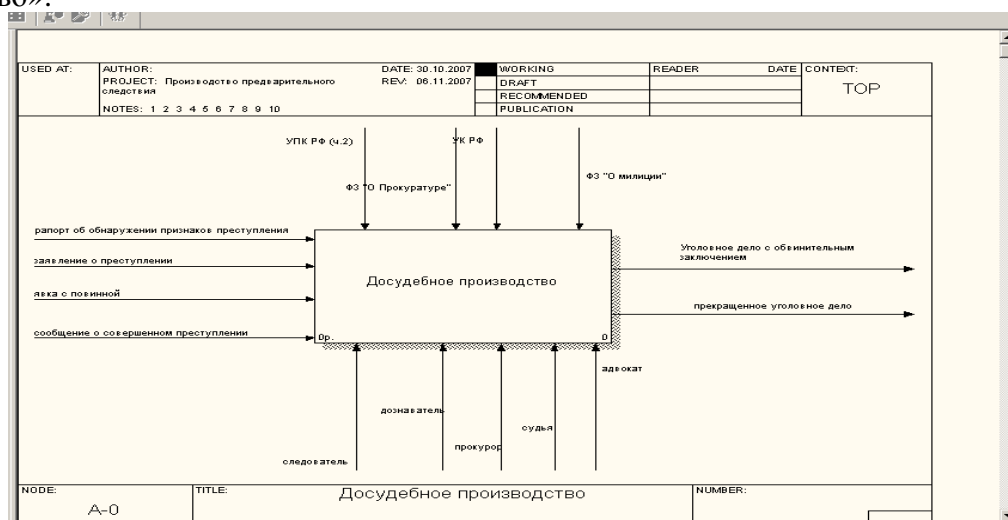 во».
USED AT:
AUTHOR:
DATE: 30.10.2007
WORKING
READER
DATE
CONTEXT:
PROJECT: Производство предварительного
следствия
REV: 06.11.2007
DRAFT
RECOMMENDED
TOP
NOTES: 1 2 3 4 5 6 7 8 9 10
PUBLICATION
УПК РФ (ч.2)
УК РФ
ФЗ "О Прокуратуре"
ФЗ "О милиции"
рапорт об обнаружении признаков преступления
заявление о преступлении
явка с повинной
сообщение о совершенном преступлении
Досудебное производство
0р.
0
Уголовное дело с обвинительным
заключением
прекращенное уголовное дело
адвокат
дознаватель
судья
прокурор
следователь
NODE:
A-0
TITLE:
Досудебное производство
NUMBER: